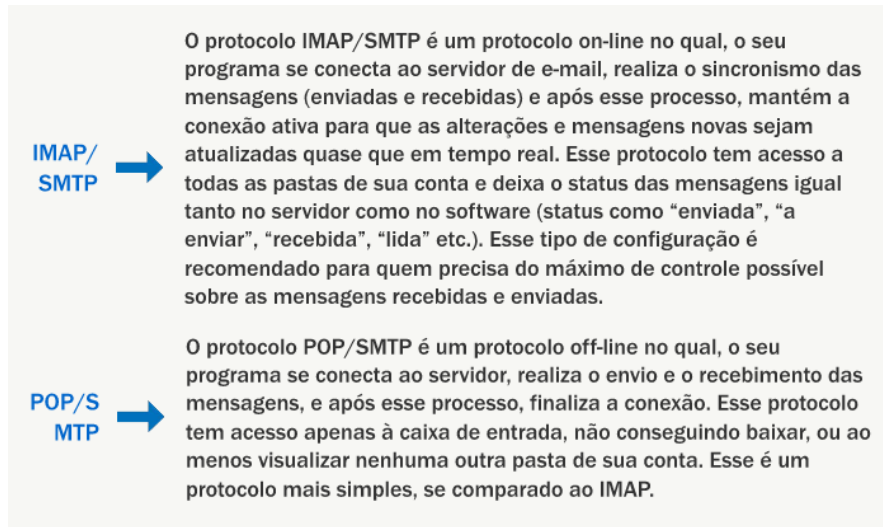 IMAP/
SMTP
O protocolo IMAP/SMTP é um protocolo on-line no qual, o seu
programa se conecta ao servidor de e-mail, realiza o sincronismo das
mensagens (enviadas e recebidas) e após esse processo, mantém a
conexão ativa para que as alterações e mensagens novas sejam
atualizadas quase que em tempo real. Esse protocolo tem acesso a
todas as pastas de sua conta e deixa o status das mensagens igual
tanto no servidor como no software (status como “enviada”, “a
enviar”, “recebida”, “lida” etc.). Esse tipo de configuração é
recomendado para quem precisa do máximo de controle possível
sobre as mensagens recebidas e enviadas.
POP/S
MTP
O protocolo POP/SMTP é um protocolo off-line no qual, o seu
programa se conecta ao servidor, realiza o envio e o recebimento das
mensagens, e após esse processo, finaliza a conexão. Esse protocolo
tem acesso apenas à caixa de entrada, não conseguindo baixar, ou ao
menos visualizar nenhuma outra pasta de sua conta. Esse é um
protocolo mais simples, se comparado ao IMAP.